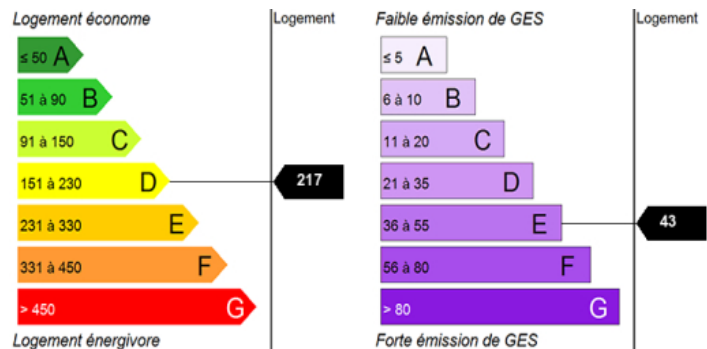 Logement économe
Logement
≤ 50 A
51 à 90 B
91 à 150 C
151 à 230 D
217
231 à 330 E
331 à 450 F
> 450 G
Logement énergivore
Faible émission de GES
Logement
≤ 5 A
6 à 10 B
11 à 20 C
21 à 35 D
36 à 55 E
43
56 à 80 F
> 80 G
Forte émission de GES